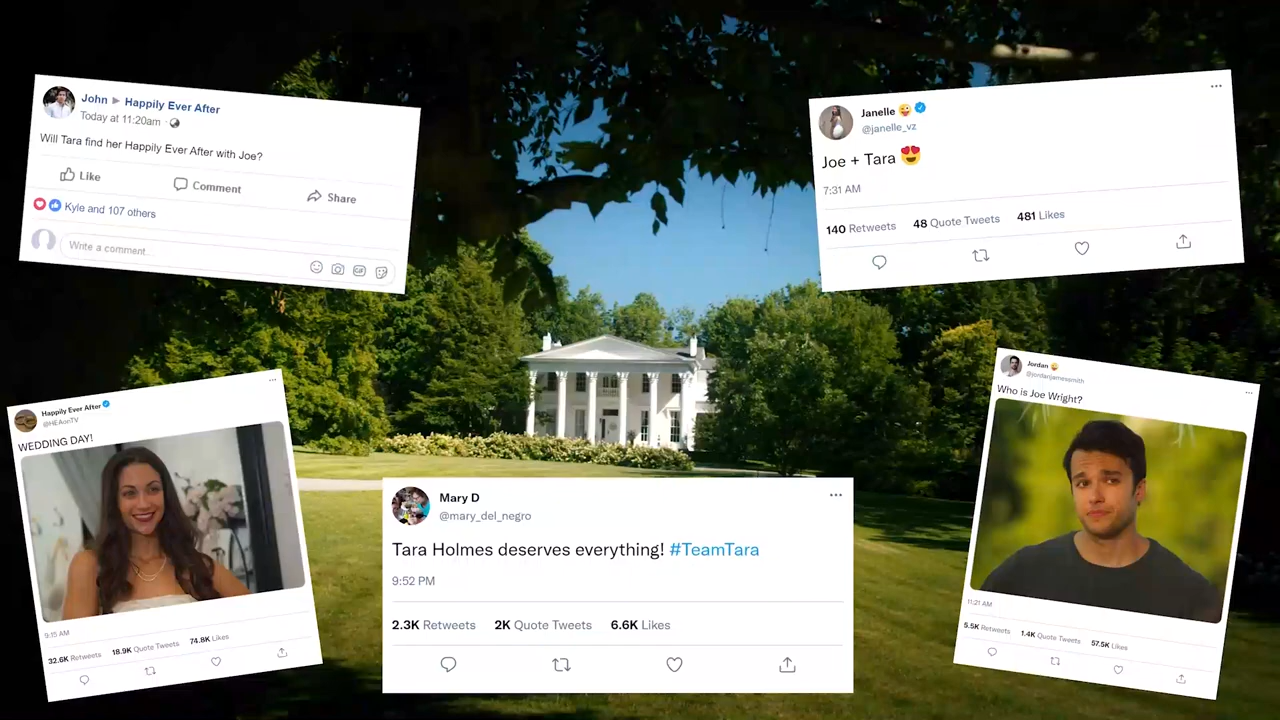 John ▶ Happily Ever After
Today at 11:20am ·
Will Tara find her Happily Ever After with Joe?
Like
Comment
Share
Kyle and 107 others
Write a comment...
GIF
Janelle 😜
@janelle_vz
Joe + Tara 😍
7:31 AM
140 Retweets 48 Quote Tweets 481 Likes
Happily Ever After
@HEAonTV
WEDDING DAY!
9:15 AM
32.6K Retweets 18.9K Quote Tweets 74.8K Likes
Mary D
@mary_del_negro
Tara Holmes deserves everything! #TeamTara
9:52 PM
2.3K Retweets 2K Quote Tweets 6.6K Likes
Jordan 😜
@jordanjamessmith
Who is Joe Wright?
11:21 AM
5.5K Retweets 1.4K Quote Tweets 57.5K Likes